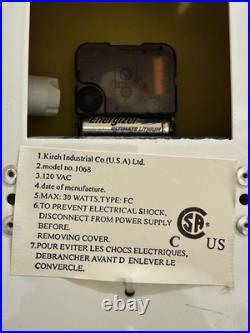 Energizer
ULTIMATE LITHIUM
1.Kirch Industrial Co.(U.S.A) Ltd.
2.model no.1068
3.120 VAC
4.date of manufacture.
5.MAX: 30 WATTS,TYPE: FC
6.TO PREVENT ELECTRICAL SHOCK,
DISCONNECT FROM POWER SUPPLY
BEFORE.
REMOVING COVER.
7.POUR EVITER LES CHOCS ELECTRIQUES,
DEBRANCHER AVANT D ENLEVER LE
CONVERCLE.
SA
C US